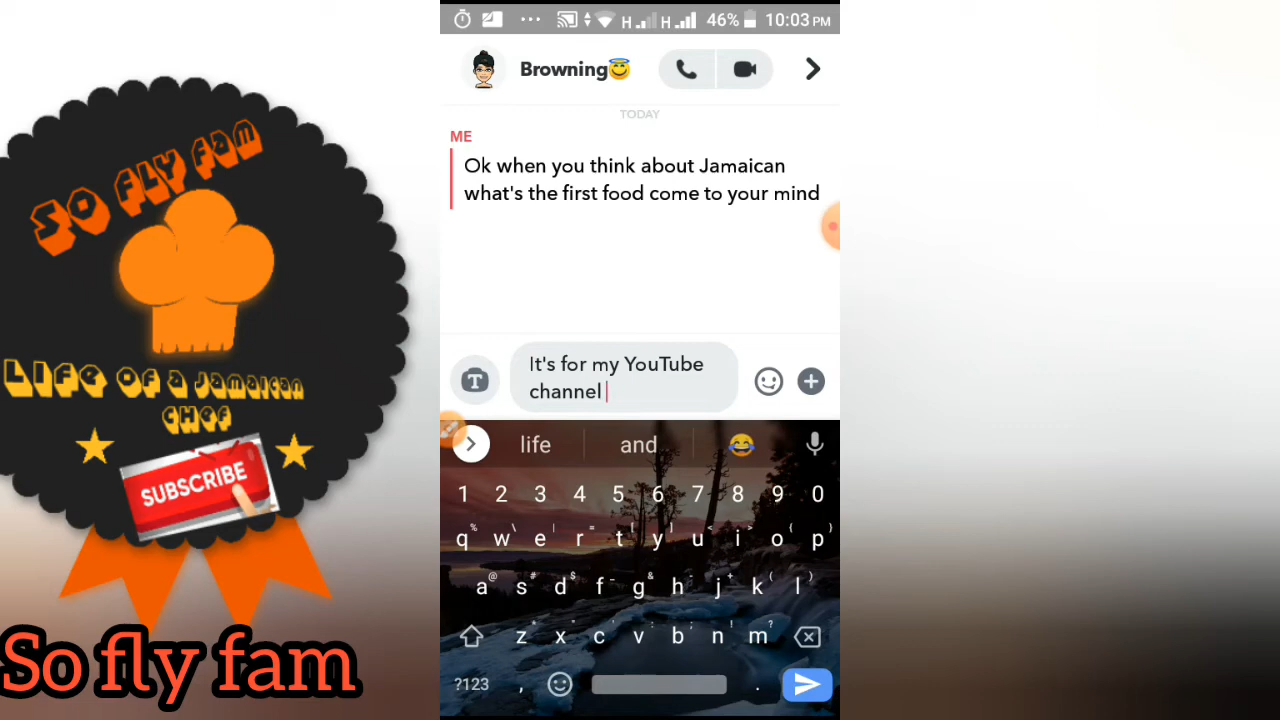 SO FLY FAM
LIFE OF A JAMAICAN
CHEF
SUBSCRIBE
So fly fam
46% 10:03 PM
Browning😇
TODAY
ME
Ok when you think about Jamaican
what's the first food come to your mind
It's for my YouTube
channel
life and 😂
1 2 3 4 5 6 7 8 9 0
q w e r t y u i o p
a s d f g h j k l
z x c v b n m
?123 , .